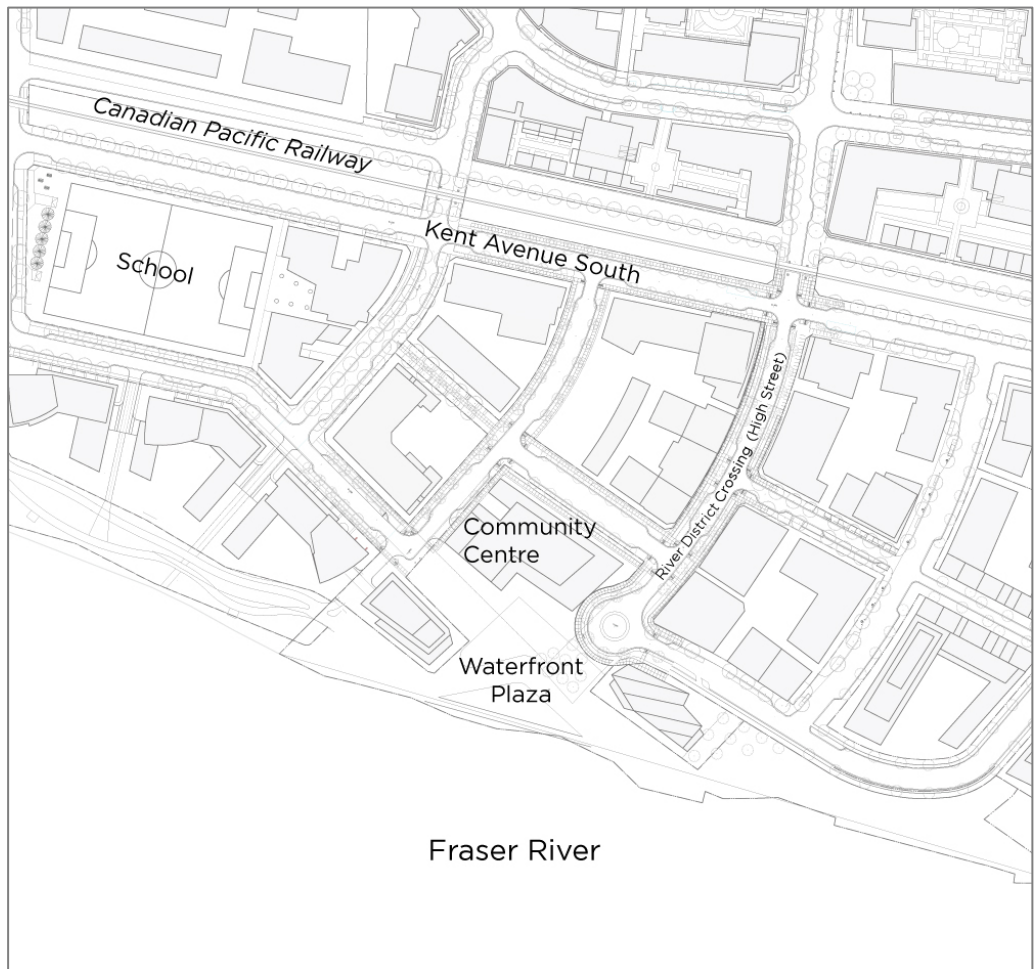 Canadian Pacific Railway
Kent Avenue South
School
River District Crossing (High Street)
Community
Centre
Waterfront
Plaza
Fraser River